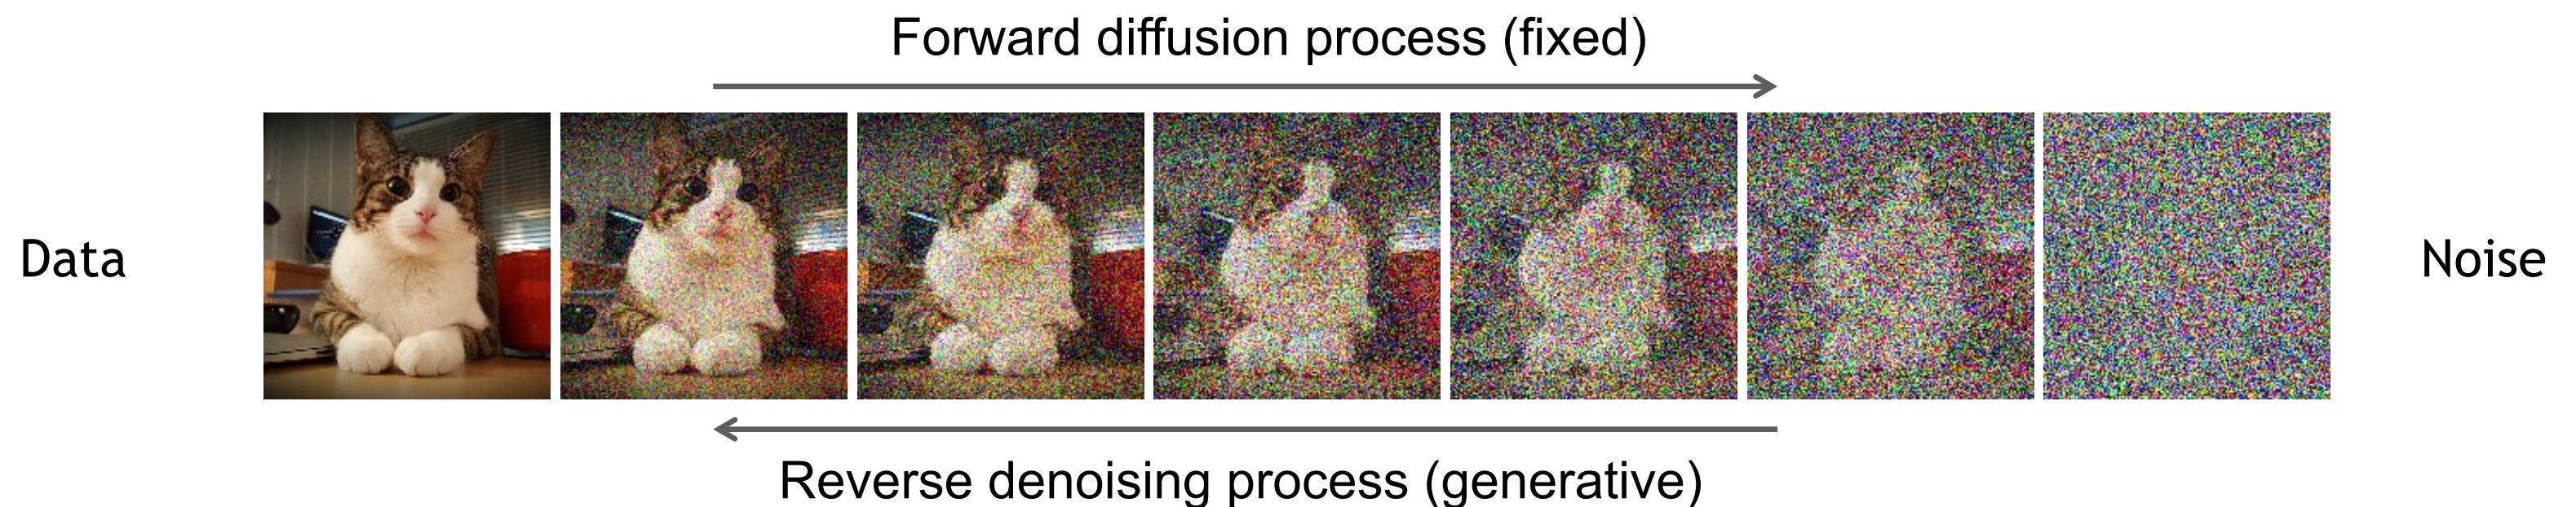 Forward diffusion process (fixed)
Data
Noise
Reverse denoising process (generative)